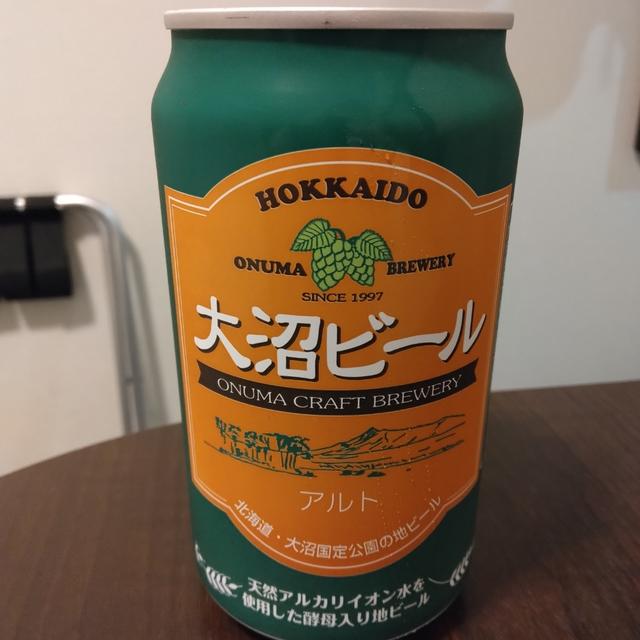 HOKKAIDO
ONUMA BREWERY
SINCE 1997
大沼ビール
ONUMA CRAFT BREWERY
アルト
北海道・大沼国定公園の地ビール
天然アルカリイオン水を
使用した酵母入り地ビール